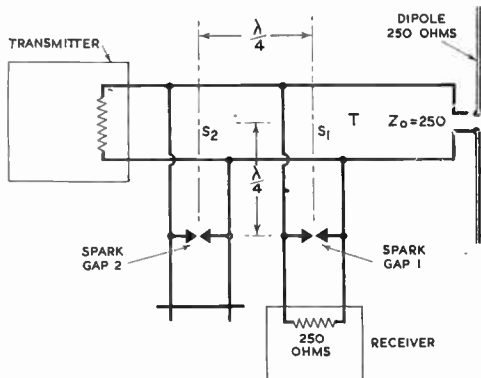 DIPOLE
250 OHMS
TRANSMITTER
λ
4
S2
S1
T
Z0=250
λ
4
SPARK
GAP 2
SPARK
GAP 1
250
OHMS
RECEIVER